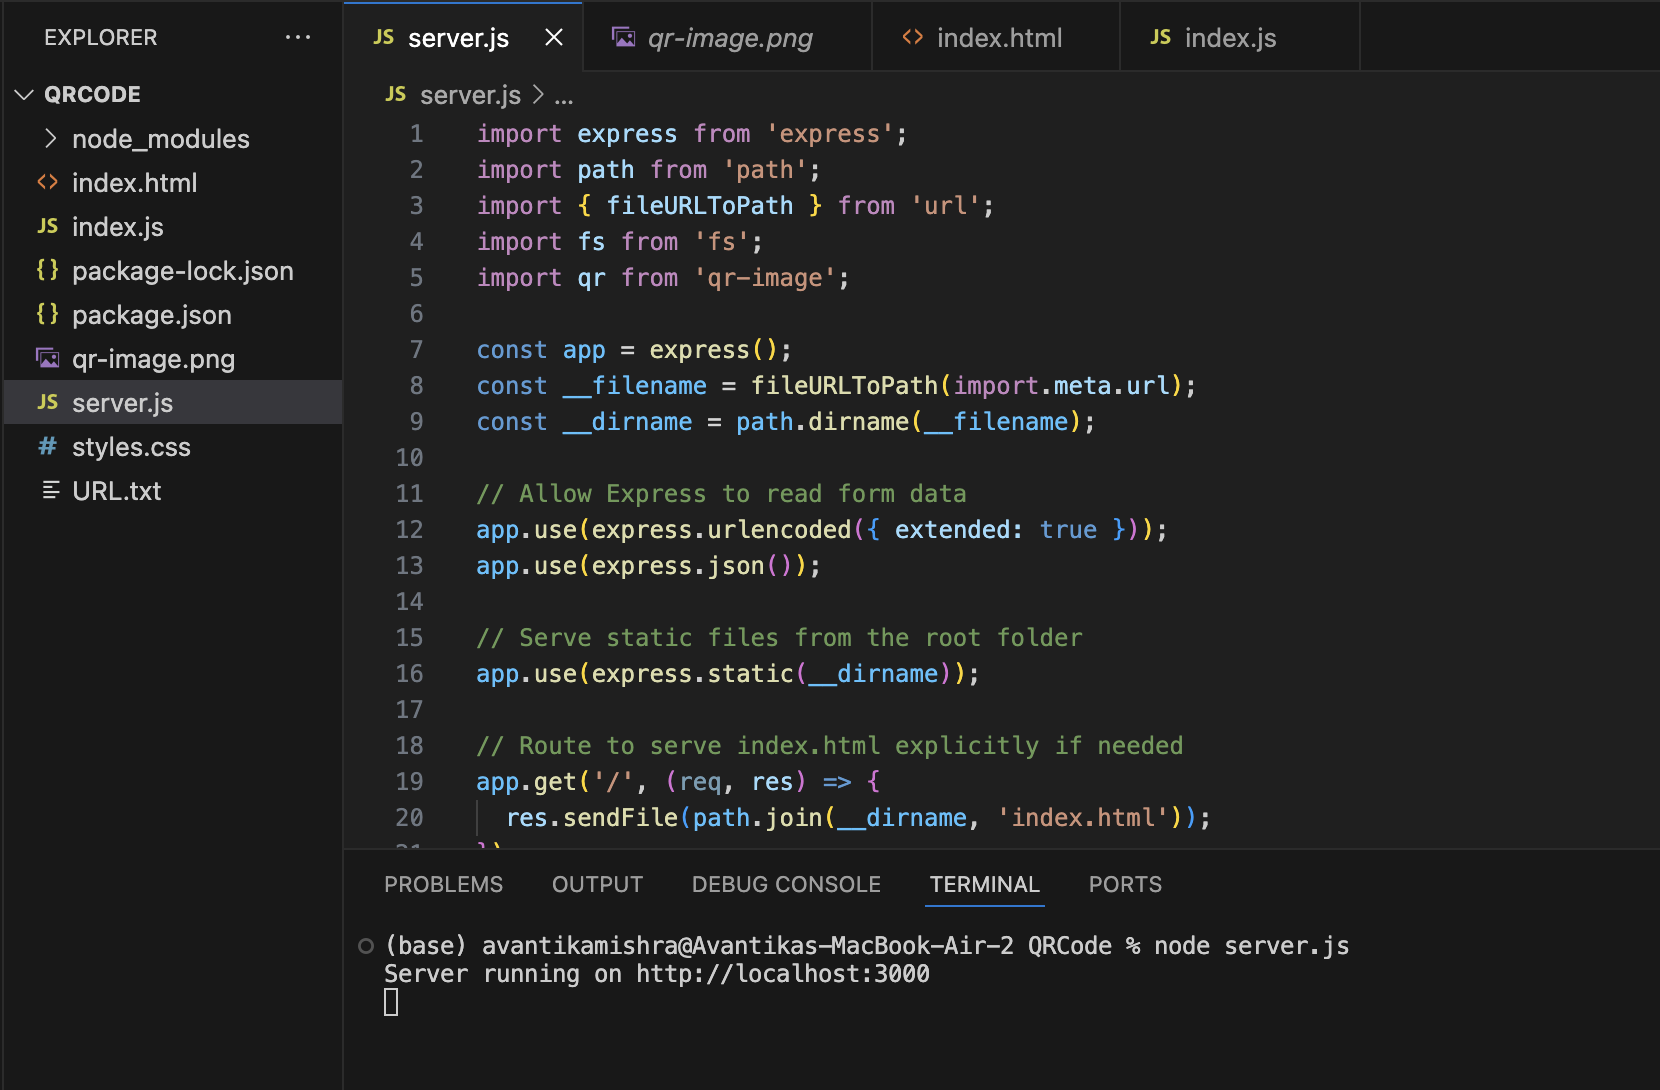 EXPLORER
...
QRCODE
node_modules
index.html
JS index.js
{} package-lock.json
{} package.json
qr-image.png
JS server.js
# styles.css
URL.txt
JS server.js
qr-image.png
<> index.html
JS index.js
JS server.js > ...
1 import express from 'express';
2 import path from 'path';
3 import { fileURLToPath } from 'url';
4 import fs from 'fs';
5 import qr from 'qr-image';
6
7 const app = express();
8 const __filename = fileURLToPath(import.meta.url);
9 const __dirname = path.dirname(__filename);
10
11 // Allow Express to read form data
12 app.use(express.urlencoded({ extended: true }));
13 app.use(express.json());
14
15 // Serve static files from the root folder
16 app.use(express.static(__dirname));
17
18 // Route to serve index.html explicitly if needed
19 app.get('/', (req, res) => {
20 res.sendFile(path.join(__dirname, 'index.html'));
PROBLEMS OUTPUT DEBUG CONSOLE TERMINAL PORTS
(base) avantikamishra@Avantikas-MacBook-Air-2 QRCode % node server.js
Server running on http://localhost:3000